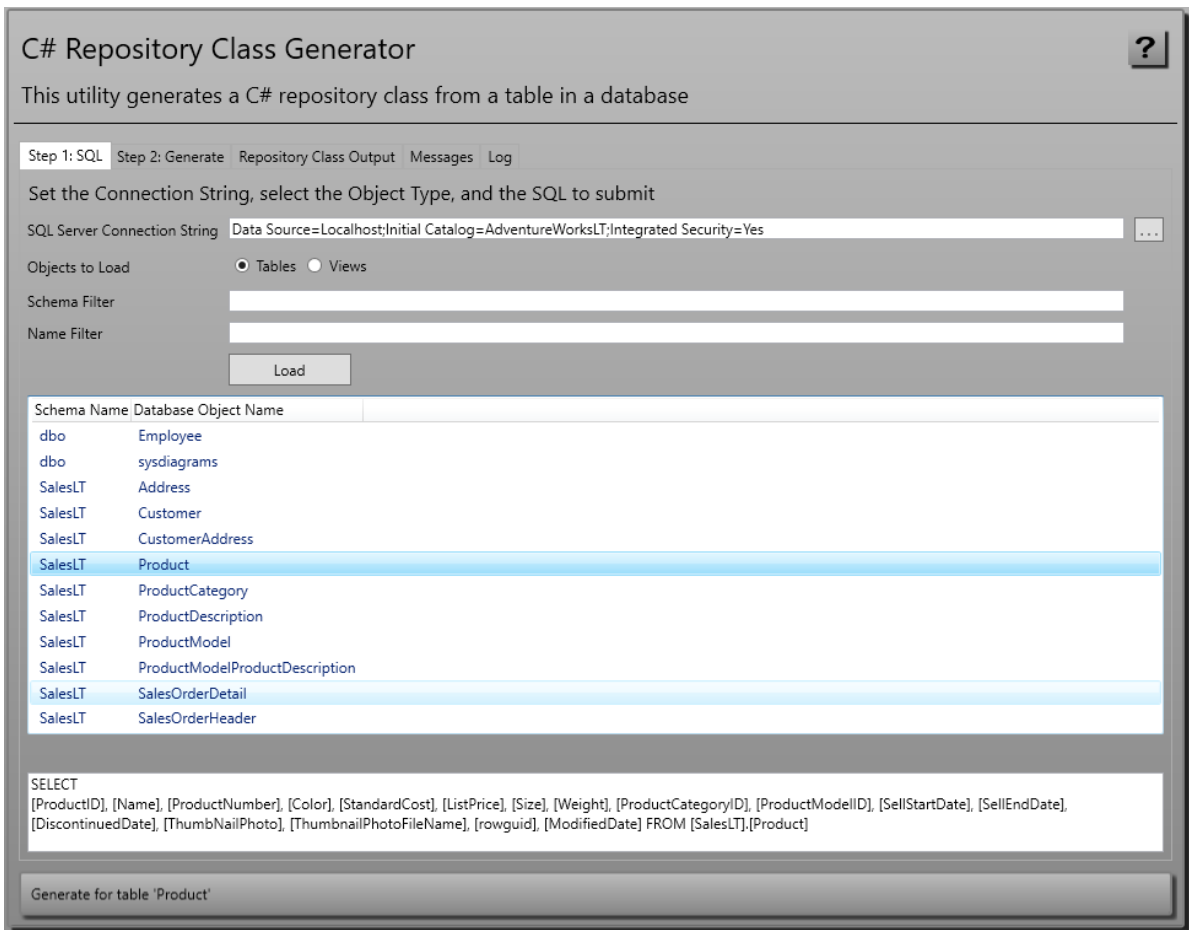 C# Repository Class Generator
?
This utility generates a C# repository class from a table in a database
Step 1: SQL Step 2: Generate Repository Class Output Messages Log
Set the Connection String, select the Object Type, and the SQL to submit
SQL Server Connection String Data Source=Localhost;Initial Catalog=AdventureWorksLT;Integrated Security=Yes ...
Objects to Load Tables Views
Schema Filter
Name Filter
Load
Schema Name Database Object Name
dbo Employee
dbo sysdiagrams
SalesLT Address
SalesLT Customer
SalesLT CustomerAddress
SalesLT Product
SalesLT ProductCategory
SalesLT ProductDescription
SalesLT ProductModel
SalesLT ProductModelProductDescription
SalesLT SalesOrderDetail
SalesLT SalesOrderHeader
SELECT
[ProductID], [Name], [ProductNumber], [Color], [StandardCost], [ListPrice], [Size], [Weight], [ProductCategoryID], [ProductModelID], [SellStartDate], [SellEndDate],
[DiscontinuedDate], [ThumbNailPhoto], [ThumbnailPhotoFileName], [rowguid], [ModifiedDate] FROM [SalesLT].[Product]
Generate for table 'Product'